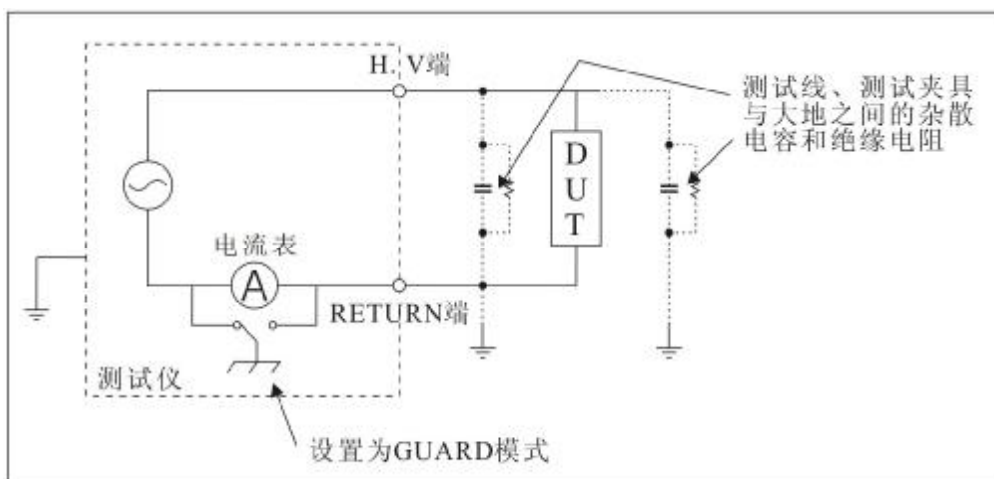 H. V端
测试线、测试夹具
与大地之间的杂散
电容和绝缘电阻
DUT
电流表
A
RETURN端
测试仪
设置为GUARD模式